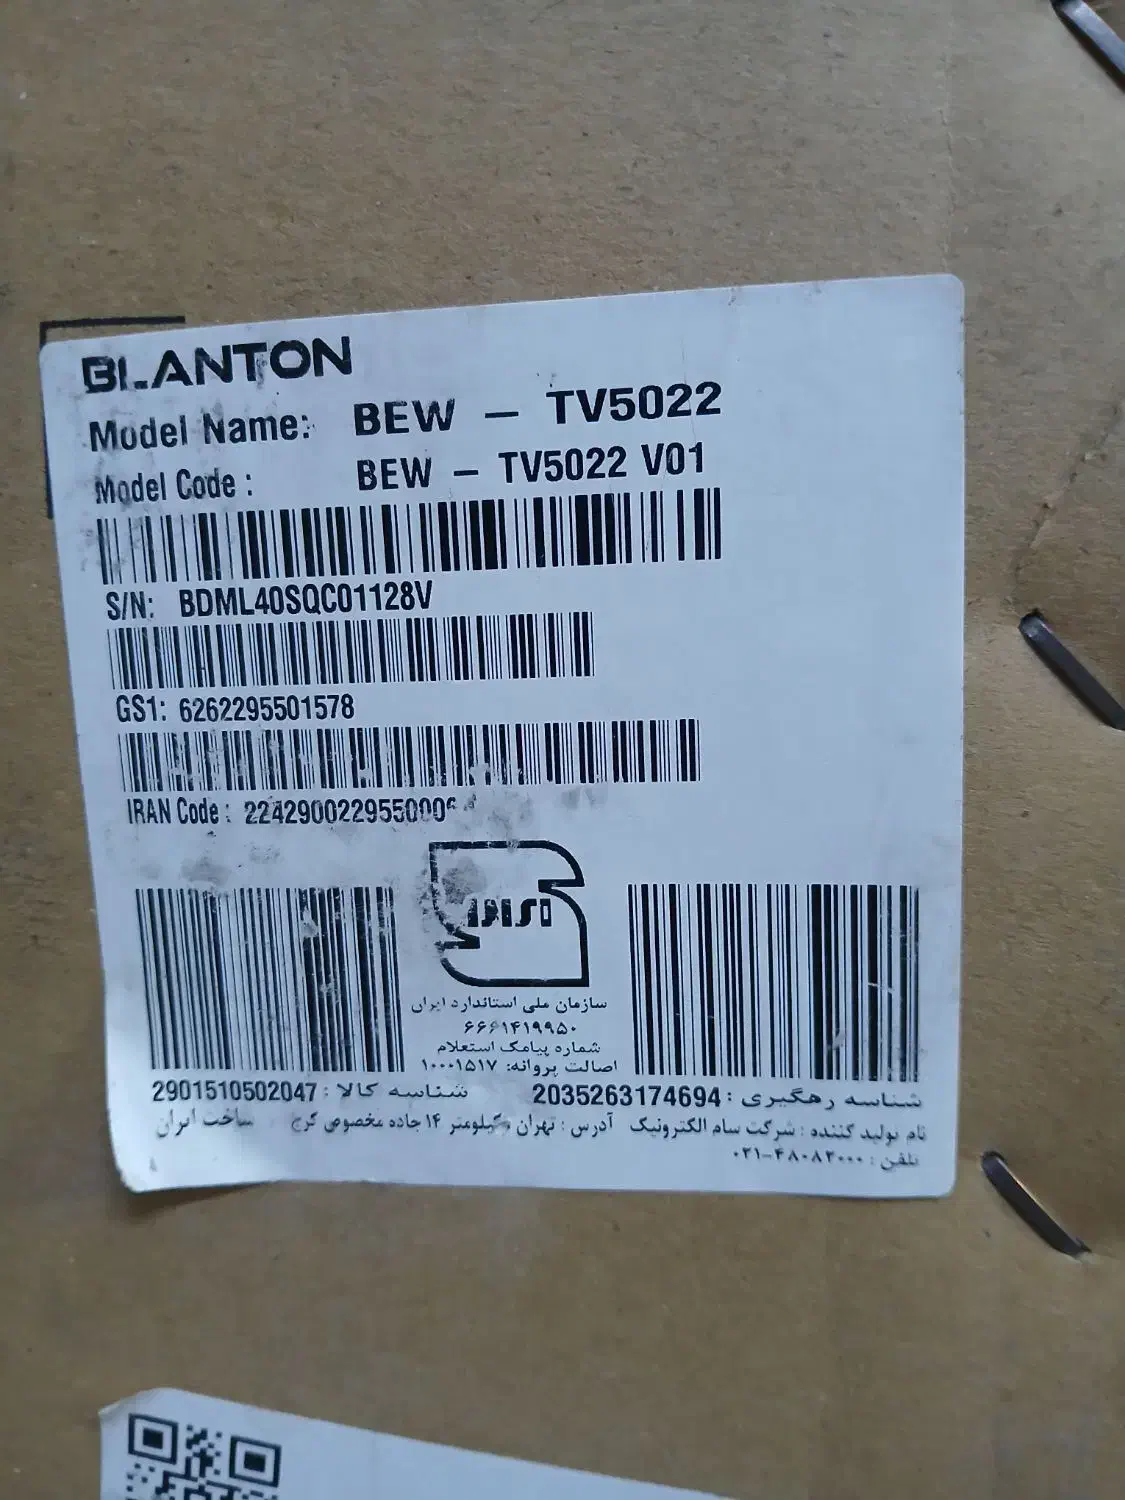 BLANTON
Model Name: BEW - TV5022
Model Code : BEW - TV5022 V01
S/N: BDML40SQC01128V
GS1: 6262295501578
IRAN Code :
سازمان ملی استاندارد ایران
۶۶۶۱۴۱۹۹۵۰
شماره پیامک استعلام
اصالت پروانه: ۱۰۰۰۱۵۱۷
شناسه رهگیری : 2035263174694
شناسه کالا : 2901510502047
نام تولید کننده : شرکت سام الکترونیک آدرس : تهران کیلومتر ۱۴ جاده مخصوص کرج ساخت ایران
تلفن : ۰۲۱-۴۸۰۸۲۰۰۰